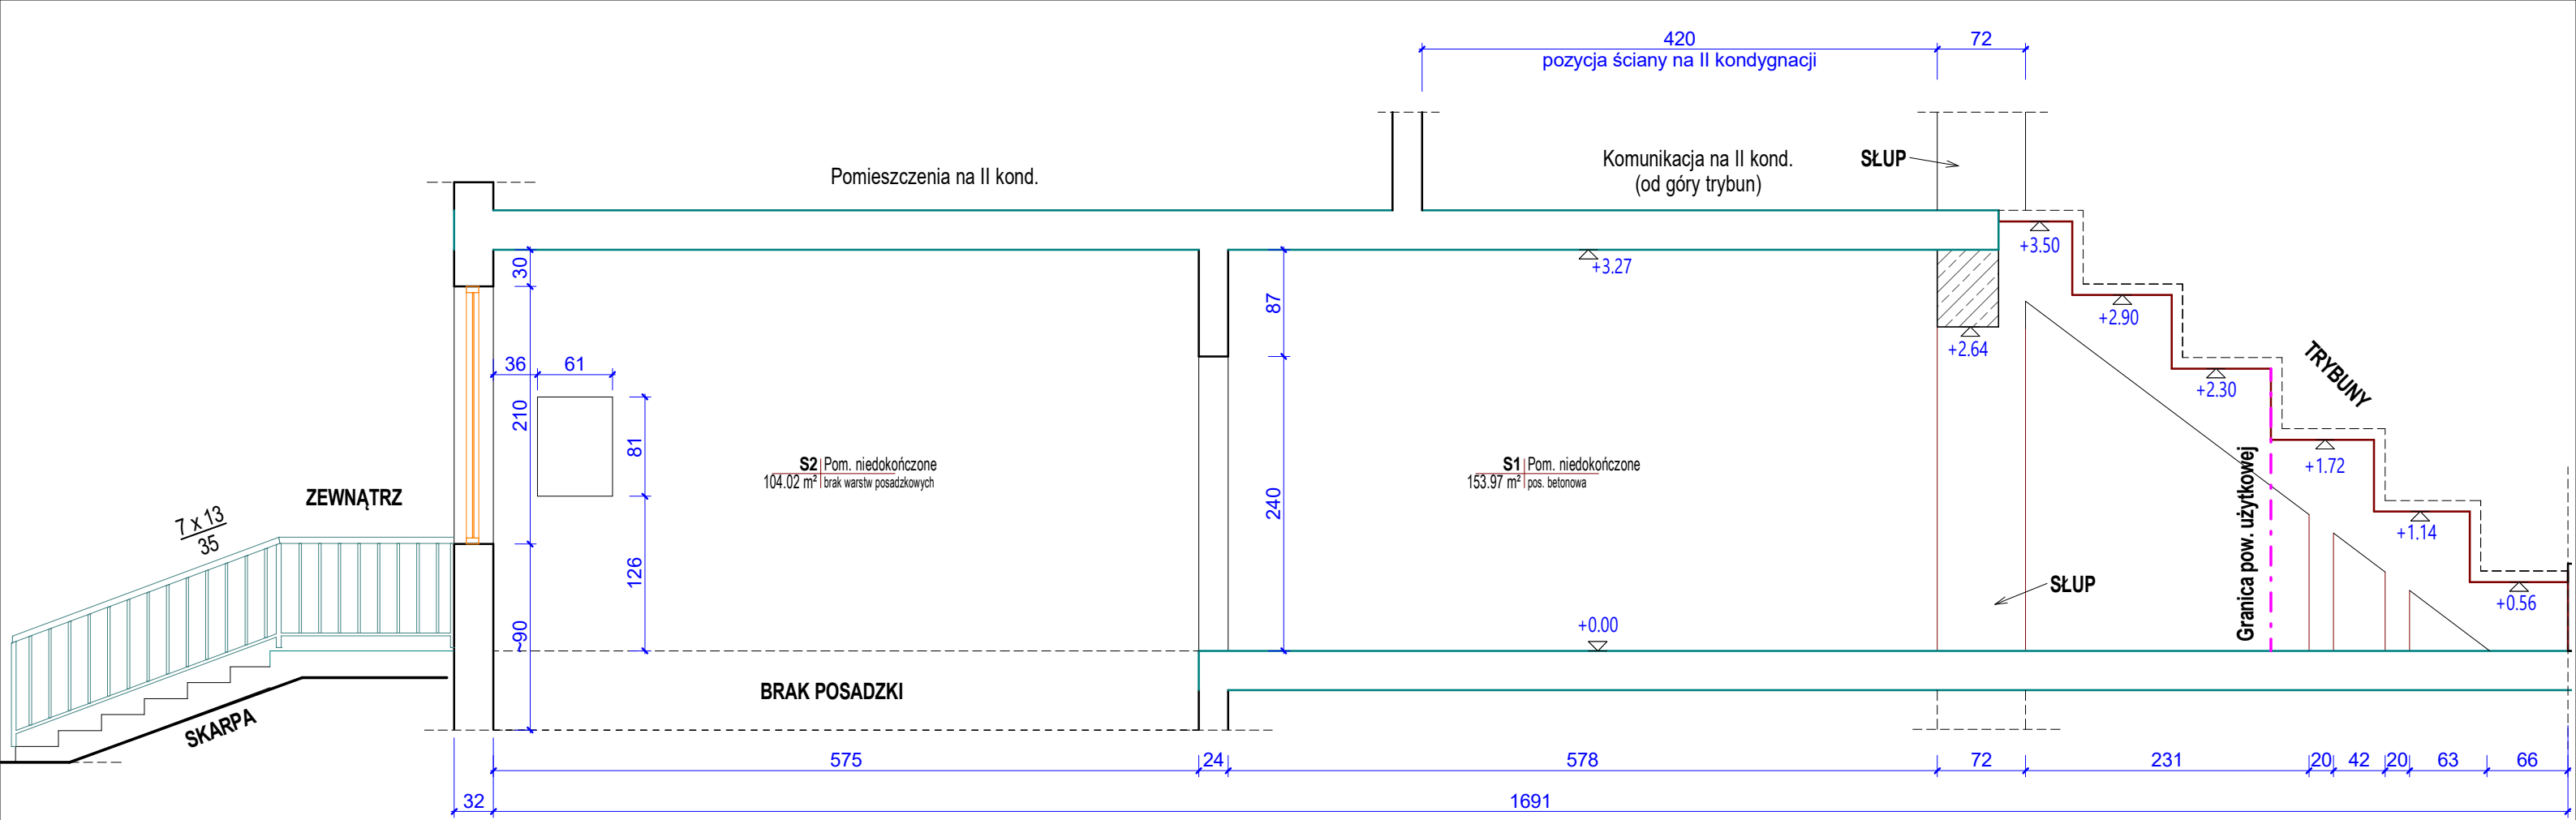 420
72
pozycja ściany na II kondygnacji
Pomieszczenia na II kond.
Komunikacja na II kond.
(od góry trybun)
SŁUP
+3.50
30
+3.27
87
+2.90
+2.64
36
61
210
81
+2.30
TRYBUNY
S2
Pom. niedokończone
104.02 m²
brak warstw posadzkowych
S1
Pom. niedokończone
153.97 m²
pos. betonowa
+1.72
ZEWNĄTRZ
7 x 13
35
240
+1.14
Granica pow. użytkowej
126
SŁUP
+0.56
~90
+0.00
BRAK POSADZKI
SKARPA
575
24
578
72
231
20
42
20
63
66
32
1691